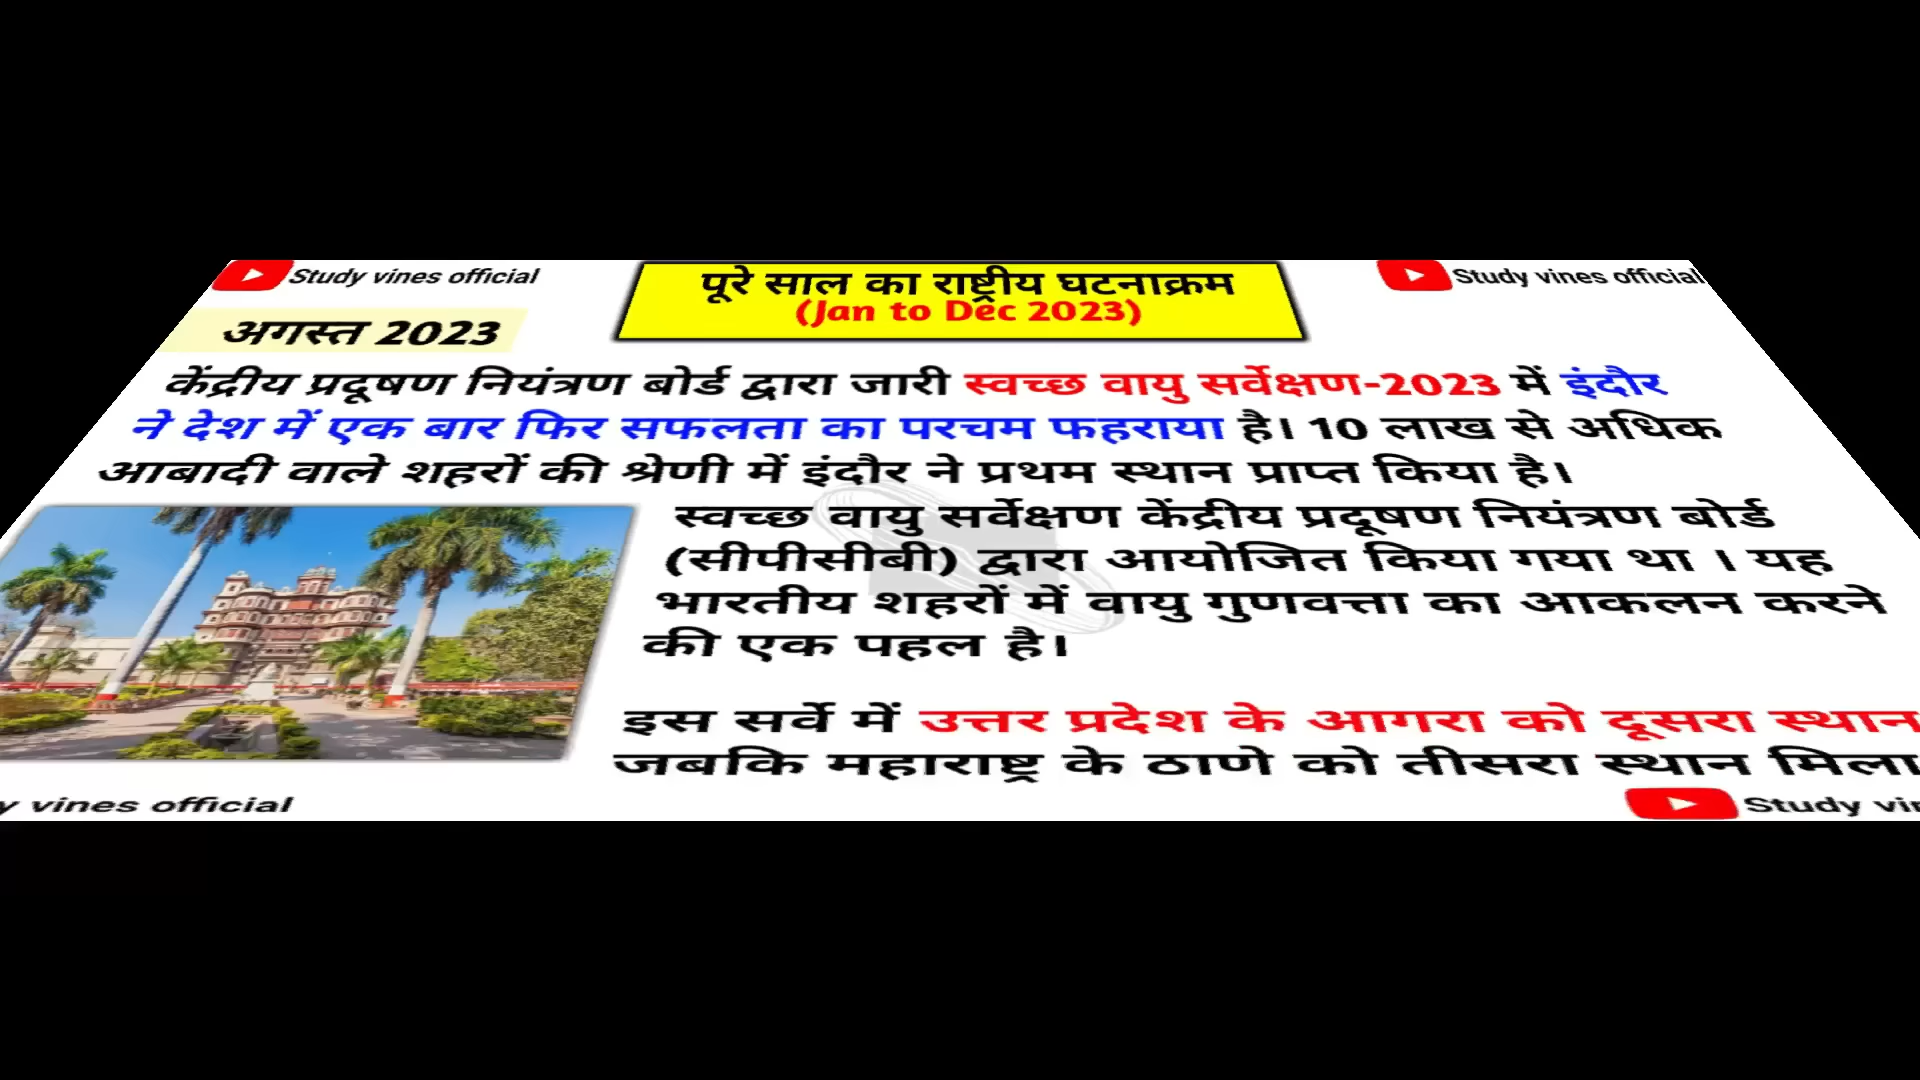 Study vines official
पूरे साल का राष्ट्रीय घटनाक्रम
Study vines official
(Jan to Dec 2023)
अगस्त 2023
केंद्रीय प्रदूषण नियंत्रण बोर्ड द्वारा जारी स्वच्छ वायु सर्वेक्षण-2023 में इंदौर
ने देश में एक बार फिर सफलता का परचम फहराया है। 10 लाख से अधिक
आबादी वाले शहरों की श्रेणी में इंदौर ने प्रथम स्थान प्राप्त किया है।
स्वच्छ वायु सर्वेक्षण केंद्रीय प्रदूषण नियंत्रण बोर्ड
(सीपीसीबी) द्वारा आयोजित किया गया था । यह
भारतीय शहरों में वायु गुणवत्ता का आकलन करने
की एक पहल है।
इस सर्वे में उत्तर प्रदेश के आगरा को दूसरा स्थान
जबकि महाराष्ट्र के ठाणे को तीसरा स्थान मिला
vines official
Study